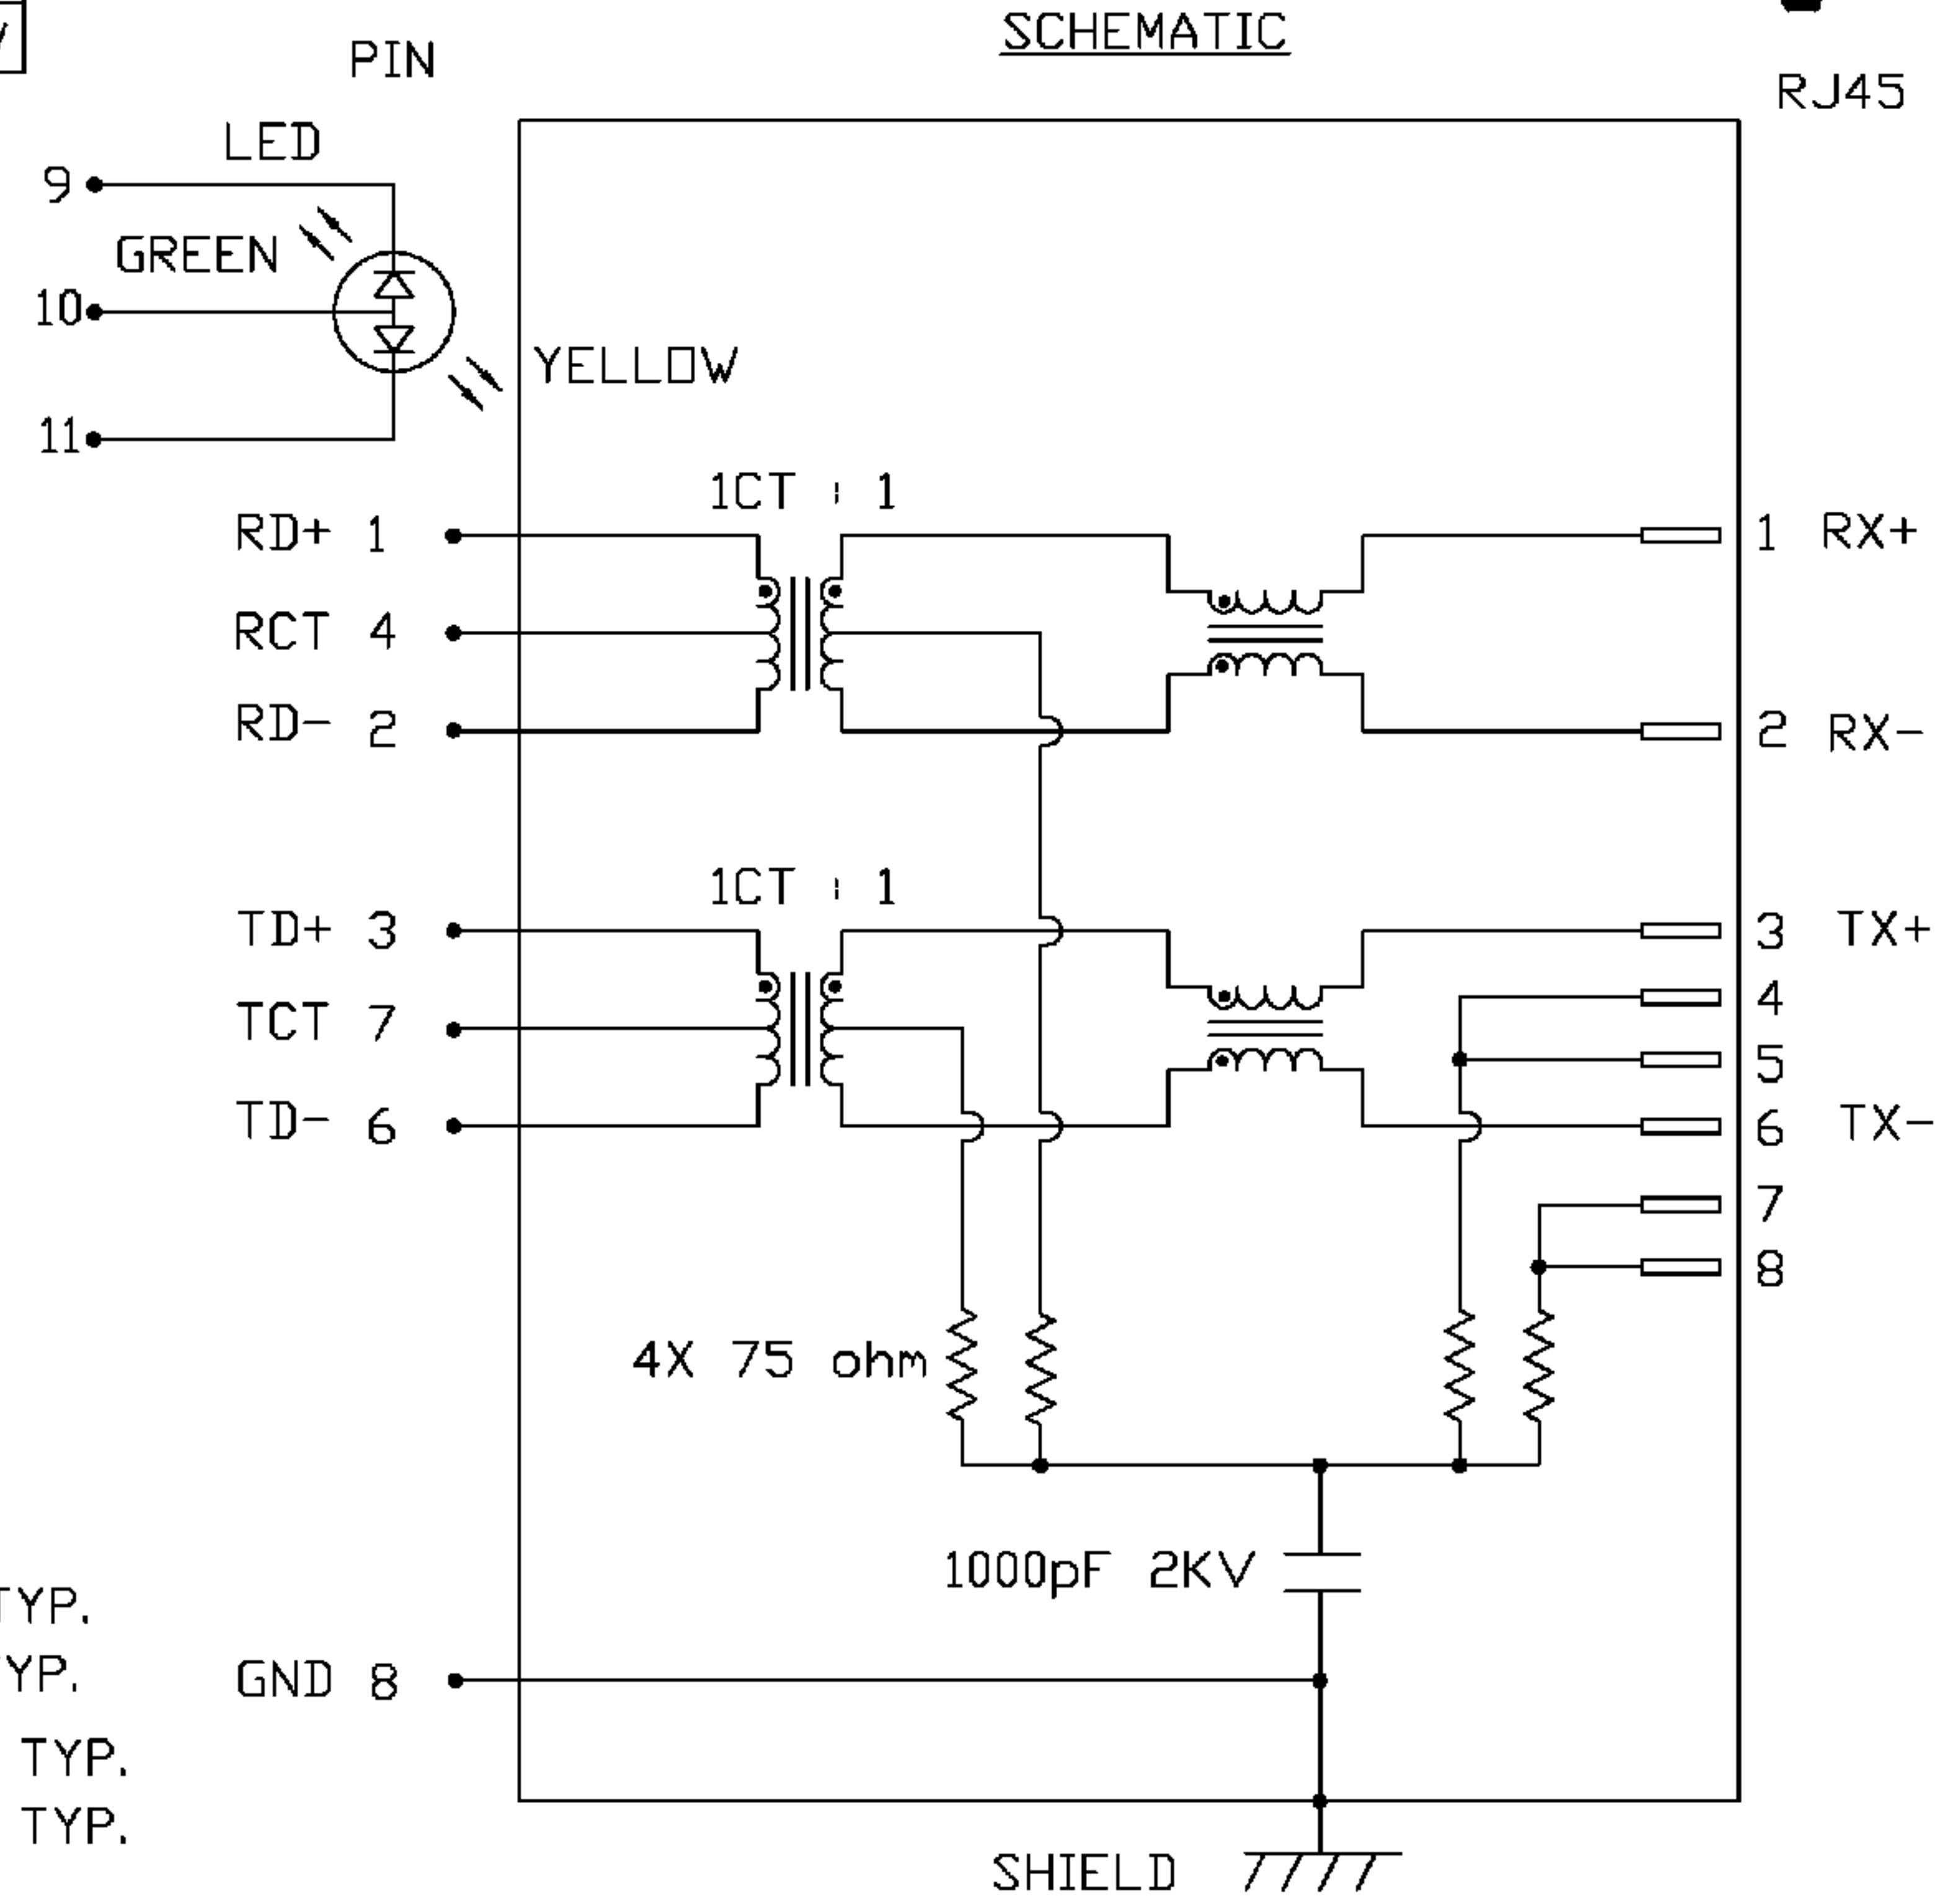 SCHEMATIC
PIN
RJ45
LED
9
GREEN
10
YELLOW
11
1CT : 1
RD+ 1
1 RX+
RCT 4
RD- 2
2 RX-
1CT : 1
TD+ 3
3 TX+
4
TCT 7
5
TD- 6
6 TX-
7
8
4X 75 ohm
1000pF 2KV
TYP.
TYP.
GND 8
TYP.
TYP.
SHIELD